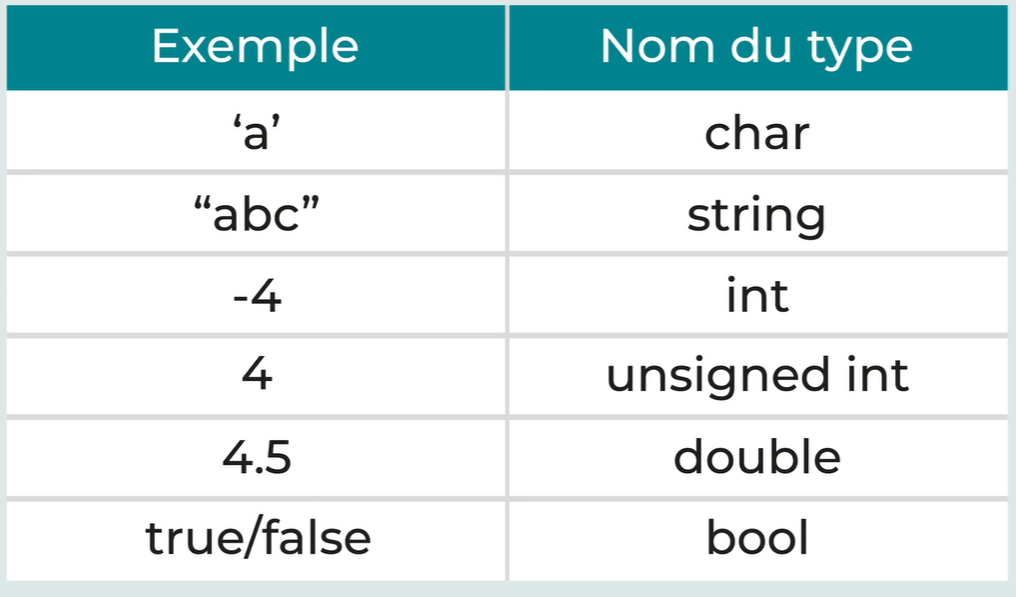 Exemple Nom du type
‘a’ char
“abc” string
-4 int
4 unsigned int
4.5 double
true/false bool